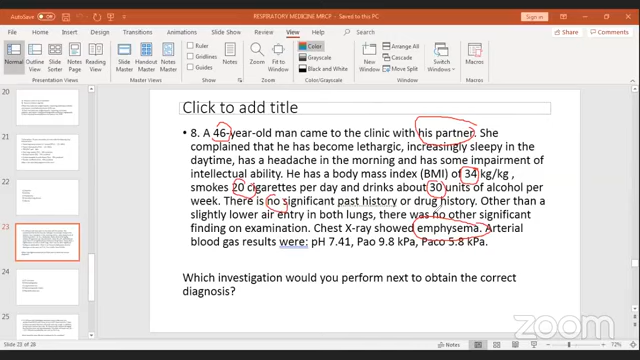 AutoSave
RESPIRATORY MEDICINE MRCP - Saved to this PC
Sign in
File Home Insert Design Transitions Animations Slide Show Review View Help Search
Share Comments
Normal Outline View Slide Sorter Notes Page Reading View
Slide Master Handout Master Notes Master
Ruler
Gridlines
Guides
Notes
Zoom Fit to Window
Color
Grayscale
Black and White
New Window
Arrange All
Cascade
Move Split
Switch Windows
Macros
Presentation Views
Master Views
Show
Zoom
Color/Grayscale
Window
Macros
20
21
22
23
24
25
Click to add title
• 8. A 46-year-old man came to the clinic with his partner. She
complained that he has become lethargic, increasingly sleepy in the
daytime, has a headache in the morning and has some impairment of
intellectual ability. He has a body mass index (BMI) of 34 kg/kg ,
smokes 20 cigarettes per day and drinks about 30 units of alcohol per
week. There is no significant past history or drug history. Other than a
slightly lower air entry in both lungs, there was no other significant
finding on examination. Chest X-ray showed emphysema. Arterial
blood gas results were: pH 7.41, Pao 9.8 kPa, Paco 5.8 kPa.
Which investigation would you perform next to obtain the correct
diagnosis?
Slide 23 of 28
Notes
72%
zoom